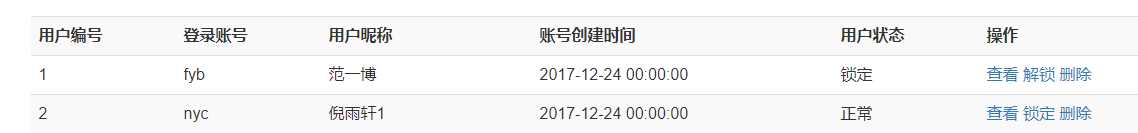 用户编号 登录账号 用户昵称 账号创建时间 用户状态 操作
1 fyb 范一博 2017-12-24 00:00:00 锁定 查看 解锁 删除
2 nyc 倪雨轩1 2017-12-24 00:00:00 正常 查看 锁定 删除